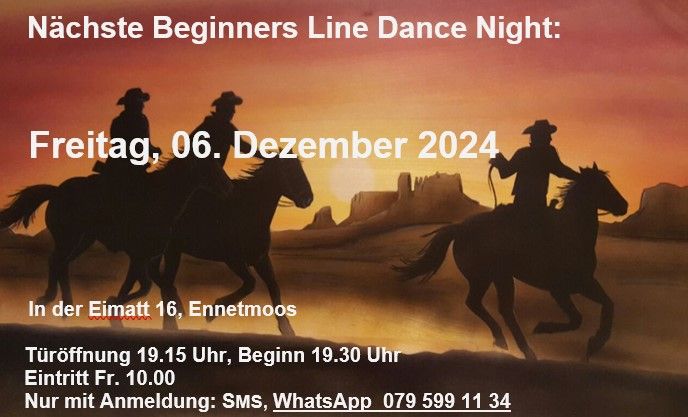 Nächste Beginners Line Dance Night:
Freitag, 06. Dezember 2024
In der Eimatt 16, Ennetmoos
Türöffnung 19.15 Uhr, Beginn 19.30 Uhr
Eintritt Fr. 10.00
Nur mit Anmeldung: SMS, WhatsApp  079 599 11 34